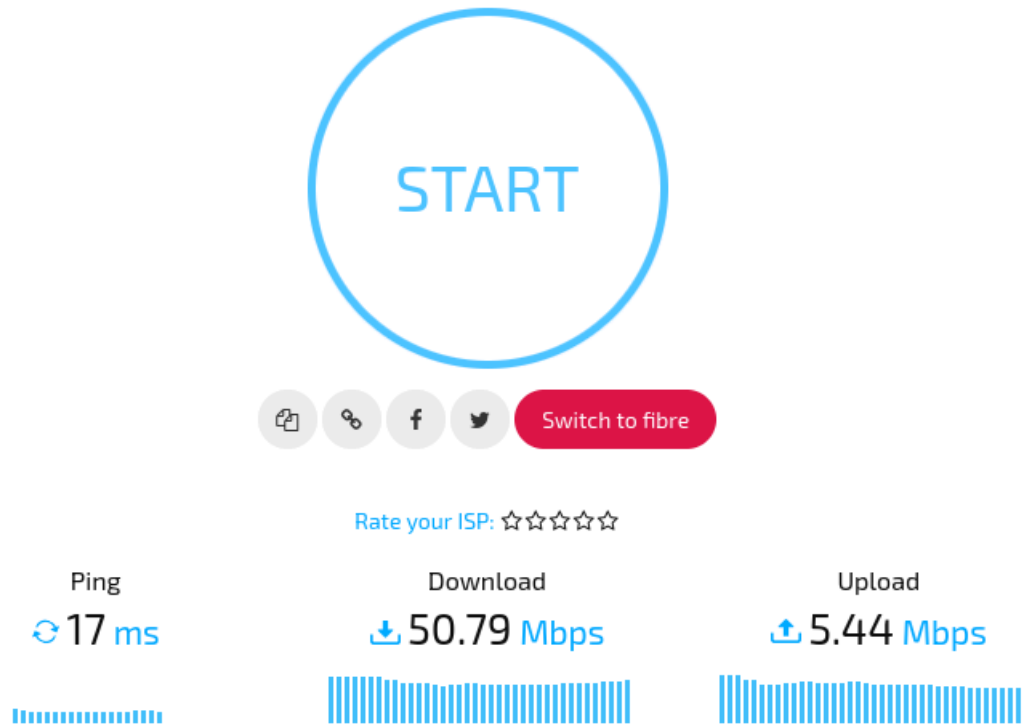 START
Switch to fibre
Rate your ISP:
Ping
17 ms
Download
50.79 Mbps
Upload
5.44 Mbps